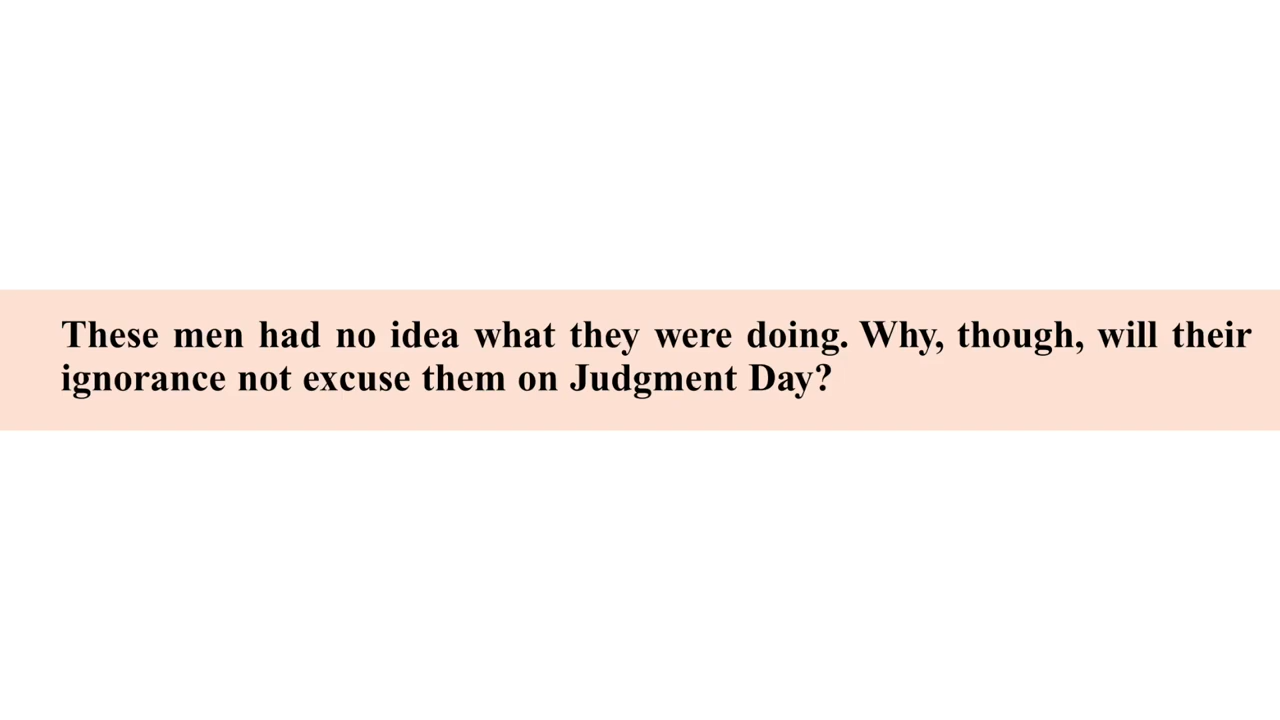 These men had no idea what they were doing. Why, though, will their
ignorance not excuse them on Judgment Day?